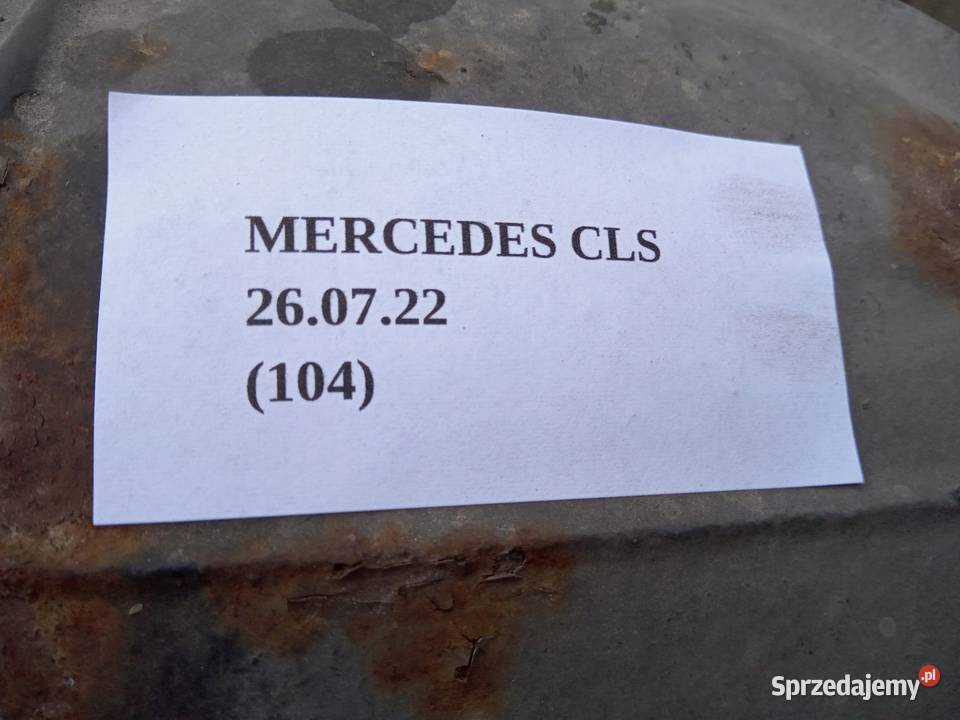 MERCEDES CLS
26.07.22
(104)
Sprzedajemy.pl